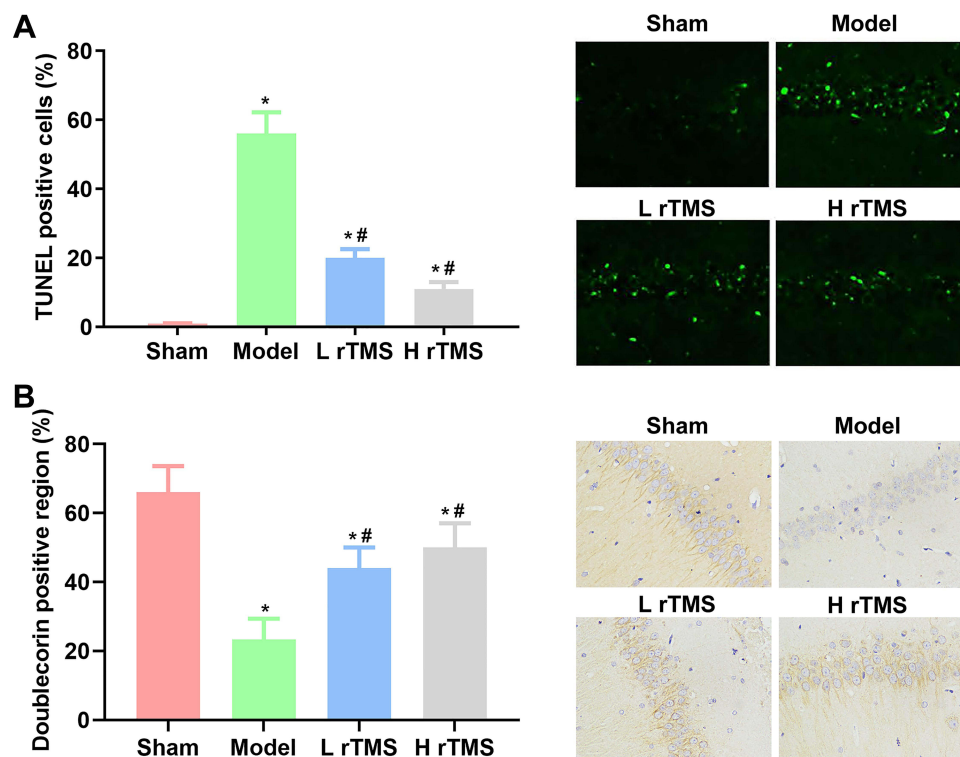 A
TUNEL positive cells (%)
80
60
40
20
0
*
*#
*#
Sham Model L rTMS H rTMS
Sham Model
L rTMS H rTMS
B
Doublecorin positive region (%)
80
60
40
20
0
*
*#
*#
Sham Model L rTMS H rTMS
Sham Model
L rTMS H rTMS